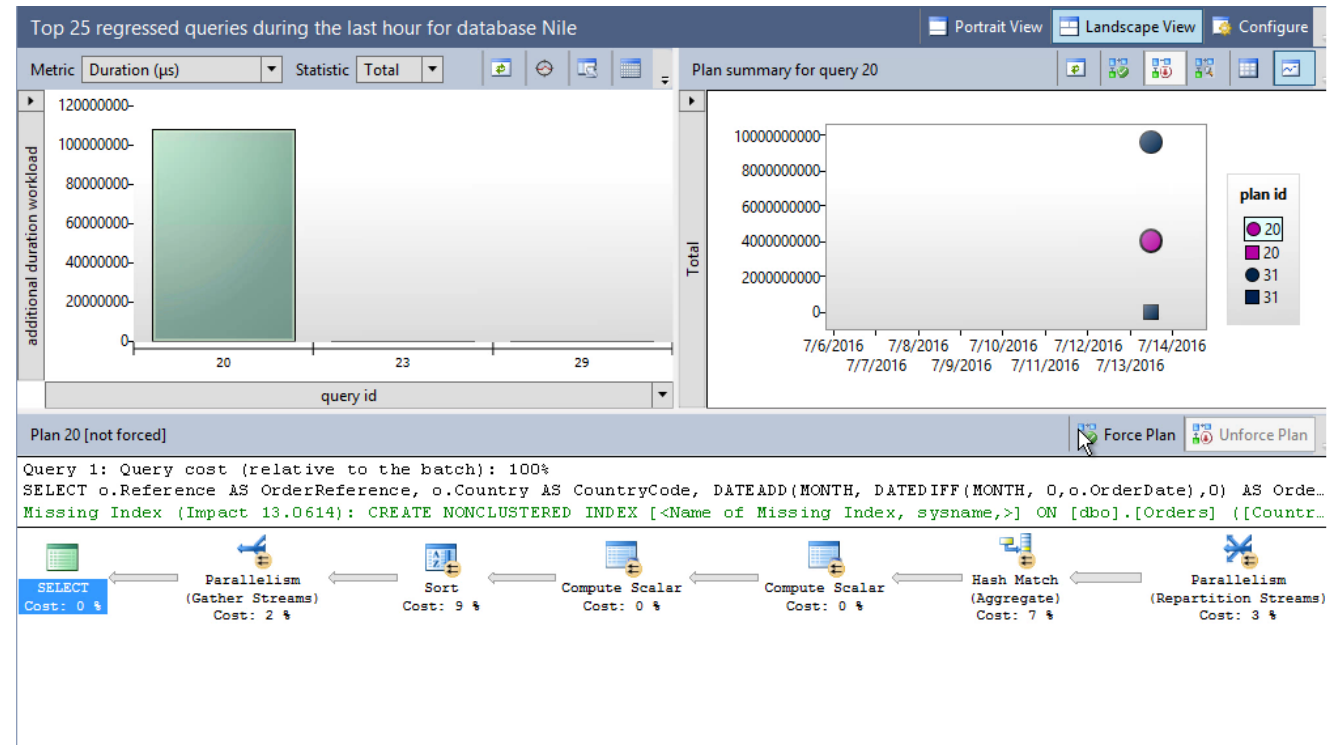 Top 25 regressed queries during the last hour for database Nile
Portrait View
Landscape View
Configure
Metric
Duration (µs)
Statistic
Total
additional duration workload
120000000
100000000
80000000
60000000
40000000
20000000
0
20 23 29
query id
Plan summary for query 20
Total
10000000000
8000000000
6000000000
4000000000
2000000000
0
7/6/2016 7/8/2016 7/10/2016 7/12/2016 7/14/2016
7/7/2016 7/9/2016 7/11/2016 7/13/2016
plan id
20
20
31
31
Plan 20 [not forced]
Force Plan
Unforce Plan
Query 1: Query cost (relative to the batch): 100%
SELECT o.Reference AS OrderReference, o.Country AS CountryCode, DATEADD(MONTH, DATEDIFF(MONTH, 0,o.OrderDate),0) AS Orde…
Missing Index (Impact 13.0614): CREATE NONCLUSTERED INDEX [<Name of Missing Index, sysname,>] ON [dbo].[Orders] ([Countr…
SELECT
Cost: 0 %
Parallelism
(Gather Streams)
Cost: 2 %
Sort
Cost: 9 %
Compute Scalar
Cost: 0 %
Compute Scalar
Cost: 0 %
Hash Match
(Aggregate)
Cost: 7 %
Parallelism
(Repartition Streams)
Cost: 3 %